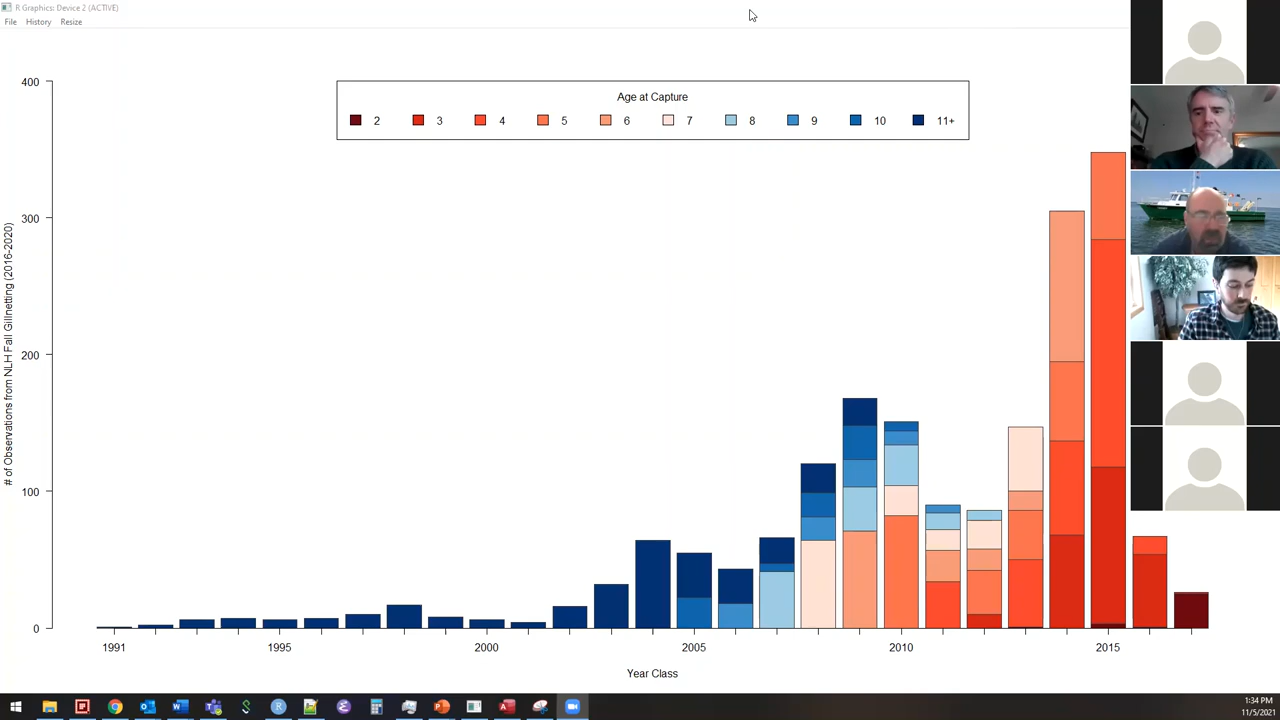 R Graphics: Device 2 (ACTIVE)
File History Resize
Age at Capture
2 3 4 5 6 7 8 9 10 11+
400
300
200
100
0
# of Observations from NLH Fall Gillnetting (2016-2020)
1991 1995 2000 2005 2010 2015
Year Class
1:34 PM
11/5/2021